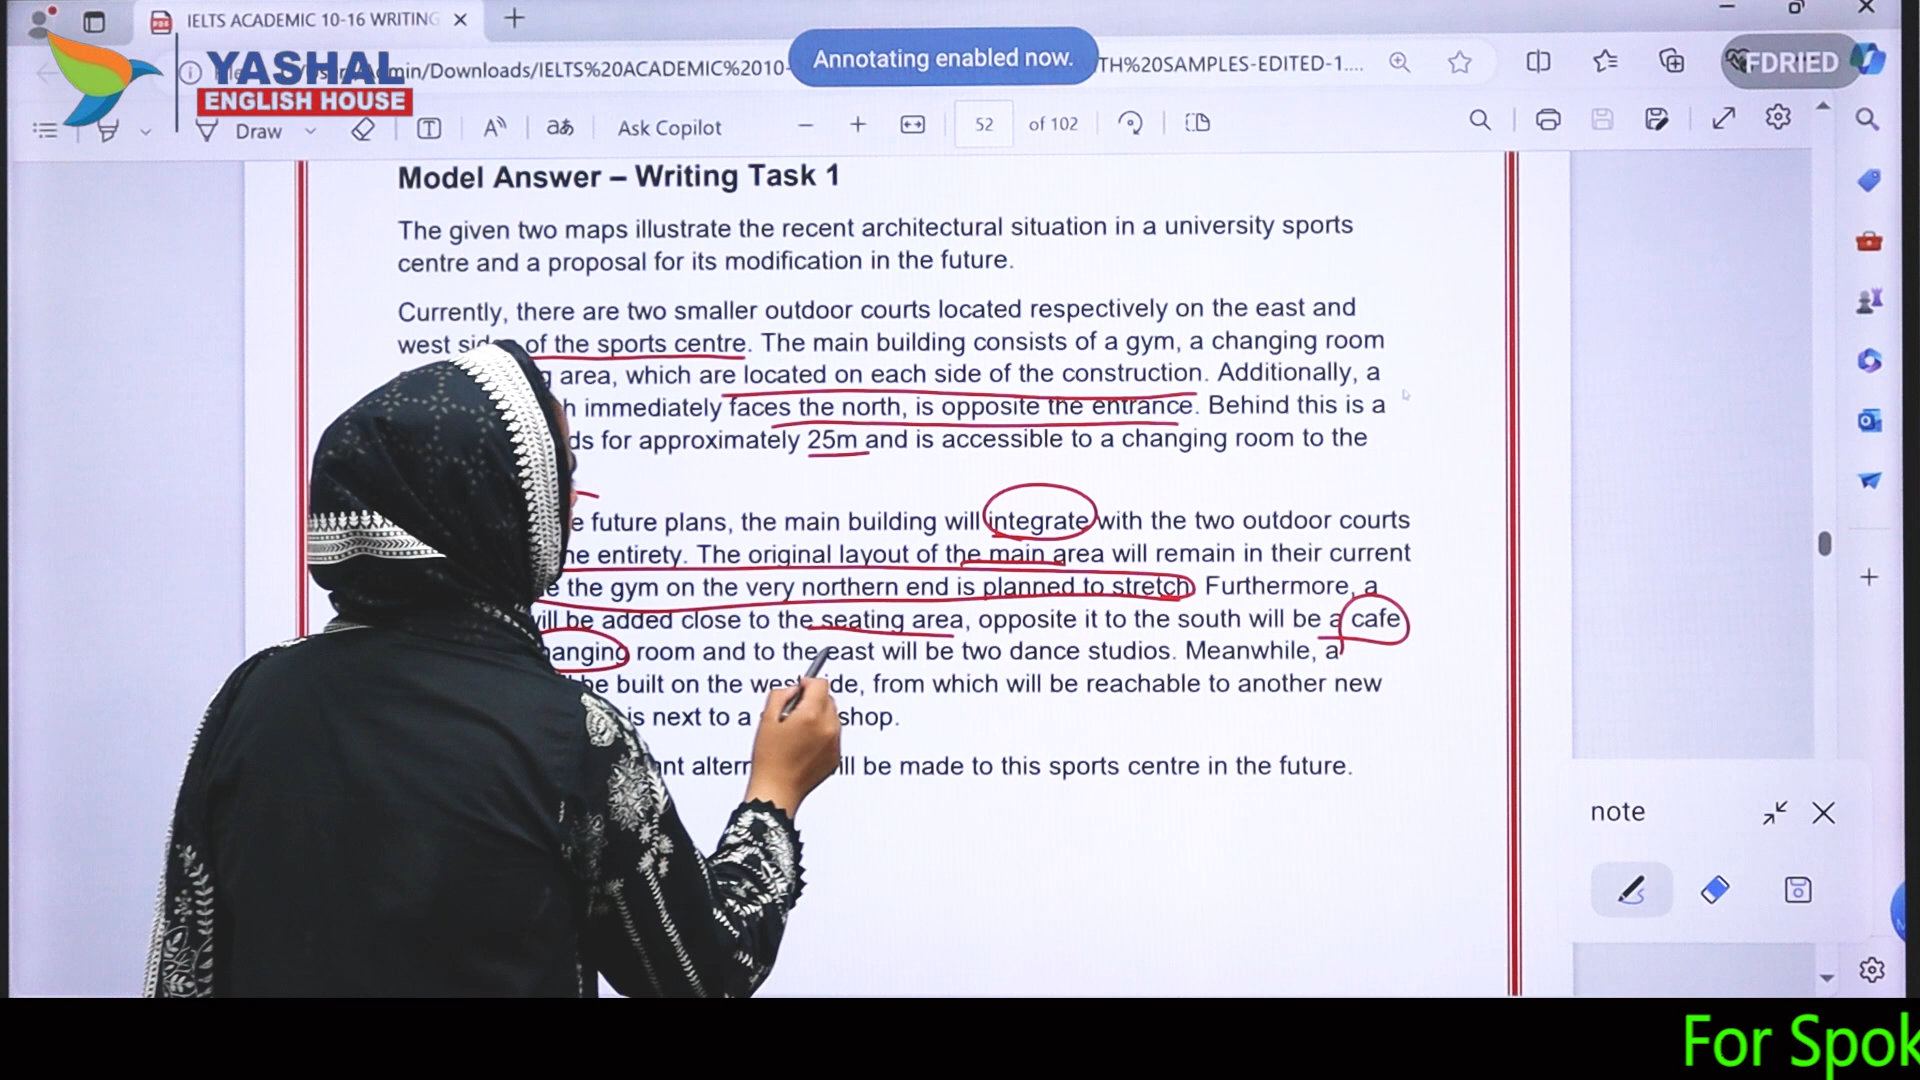 IELTS ACADEMIC 10-16 WRITING
YASHAL
ENGLISH HOUSE
min/Downloads/IELTS%20ACADEMIC%2010-
Annotating enabled now.
TH%20SAMPLES-EDITED-1....
FDRIED
Draw
Ask Copilot
52 of 102
Model Answer – Writing Task 1
The given two maps illustrate the recent architectural situation in a university sports
centre and a proposal for its modification in the future.
Currently, there are two smaller outdoor courts located respectively on the east and
west of the sports centre. The main building consists of a gym, a changing room
area, which are located on each side of the construction. Additionally, a
immediately faces the north, is opposite the entrance. Behind this is a
for approximately 25m and is accessible to a changing room to the
future plans, the main building will integrate with the two outdoor courts
entirety. The original layout of the main area will remain in their current
the gym on the very northern end is planned to stretch. Furthermore, a
will be added close to the seating area, opposite it to the south will be a cafe
room and to the east will be two dance studios. Meanwhile, a
be built on the west, from which will be reachable to another new
is next to a shop.
will be made to this sports centre in the future.
note
For Spok